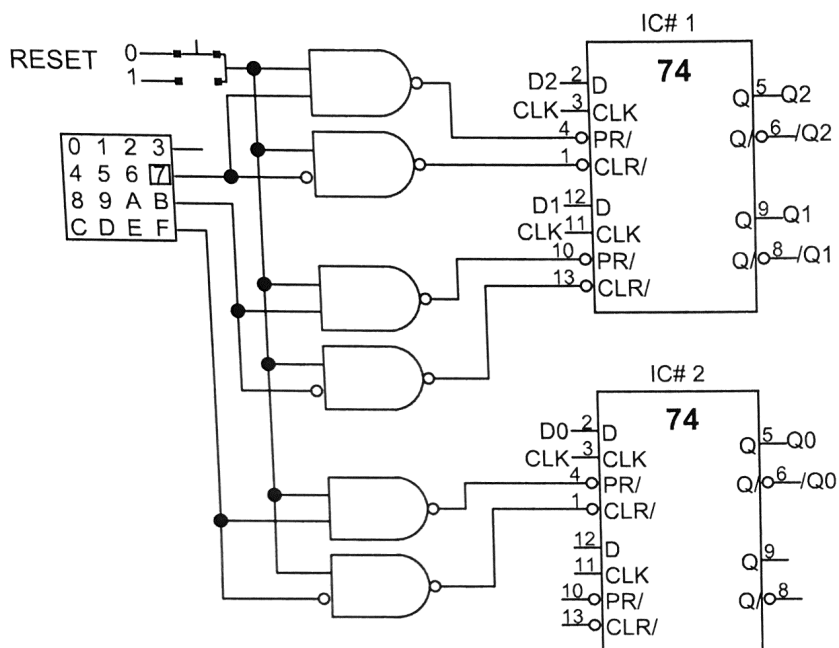 IC# 1
RESET 0
1
74
D2 2 D
Q 5 Q2
CLK 3 CLK
4 PR/
Q/ 6 /Q2
1 CLR/
0 1 2 3
4 5 6 7
8 9 A B
C D E F
D1 12 D
Q 9 Q1
CLK 11 CLK
10 PR/
Q/ 8 /Q1
13 CLR/
IC# 2
74
D0 2 D
Q 5 Q0
CLK 3 CLK
4 PR/
Q/ 6 /Q0
1 CLR/
12 D
Q 9
11 CLK
10 PR/
Q/ 8
13 CLR/